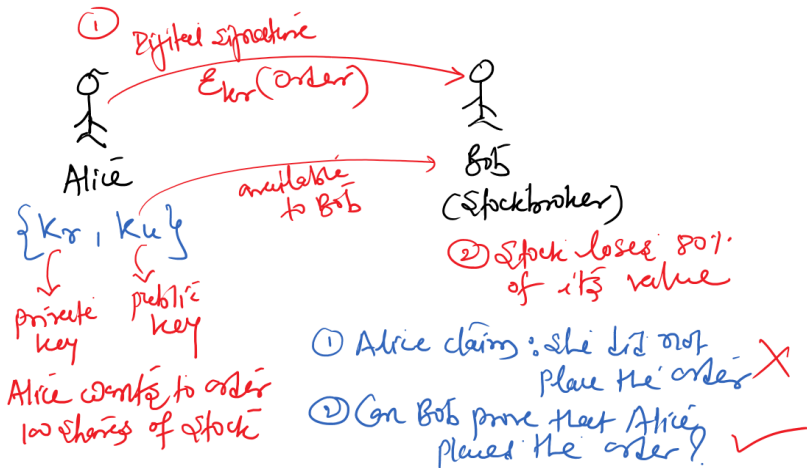 ①
Digital signature
Ekr(Order)
Alice
Bob
(Stockbroker)
available
to Bob
{Kr, Ku}
private
key
public
key
② Stock loses 80%
of its value
Alice wants to order
100 shares of stock
① Alice claim: she did not
place the order X
② Can Bob prove that Alice
placed the order? ✓